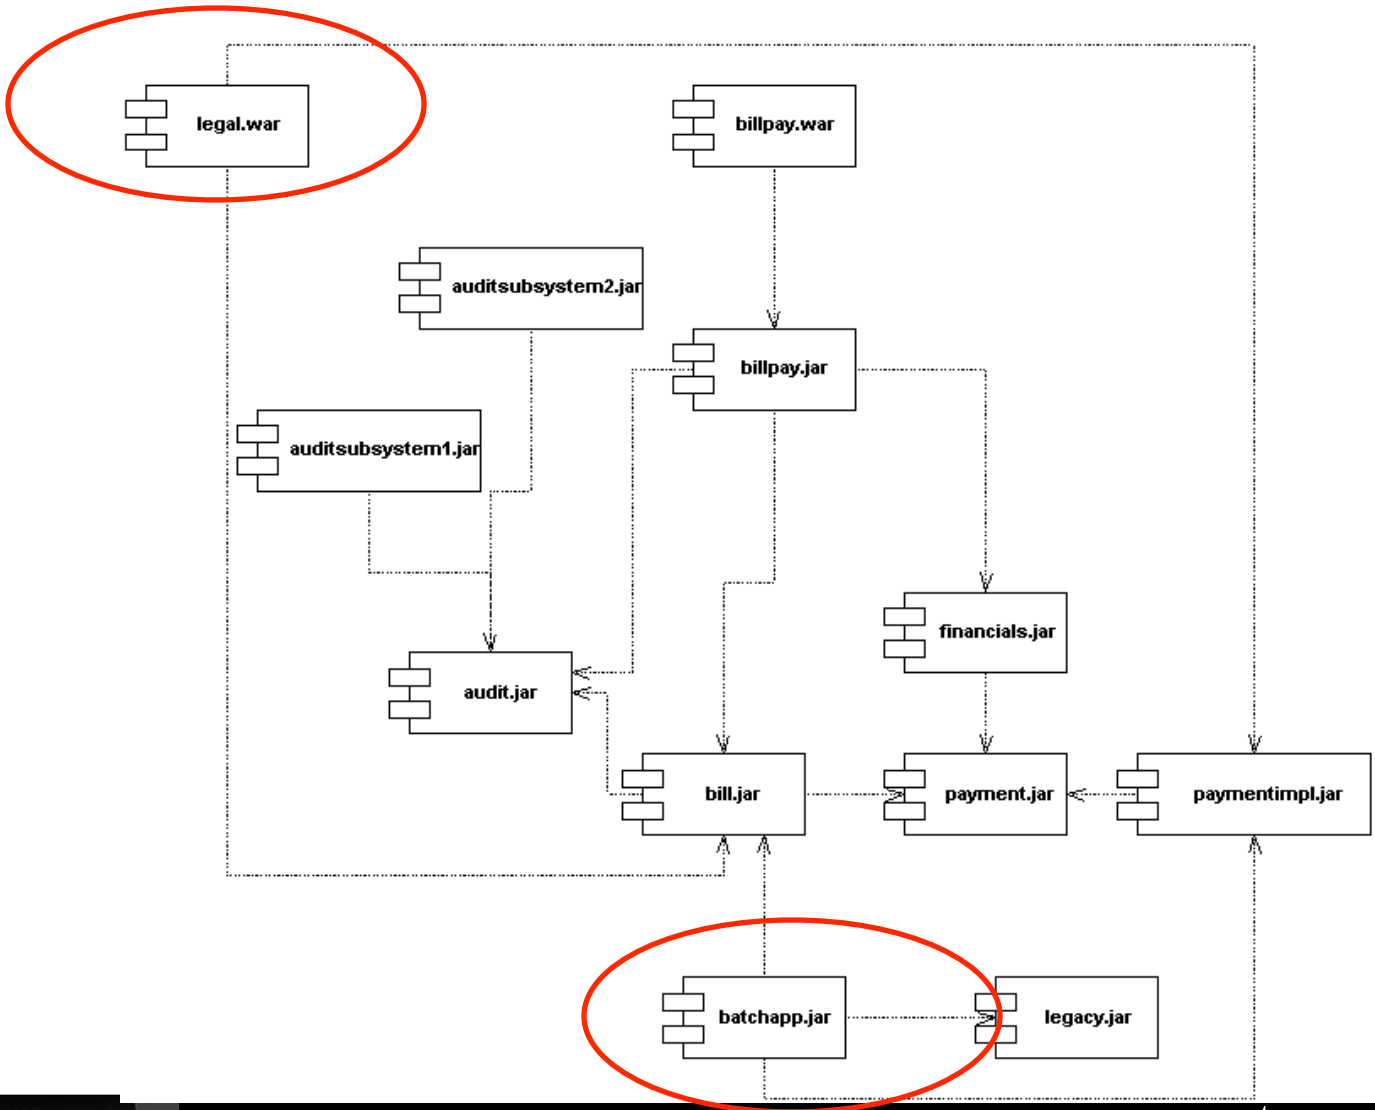 legal.war
billpay.war
auditsubsystem2.jar
billpay.jar
auditsubsystem1.jar
financials.jar
audit.jar
bill.jar
payment.jar
paymentimpl.jar
batchapp.jar
legacy.jar